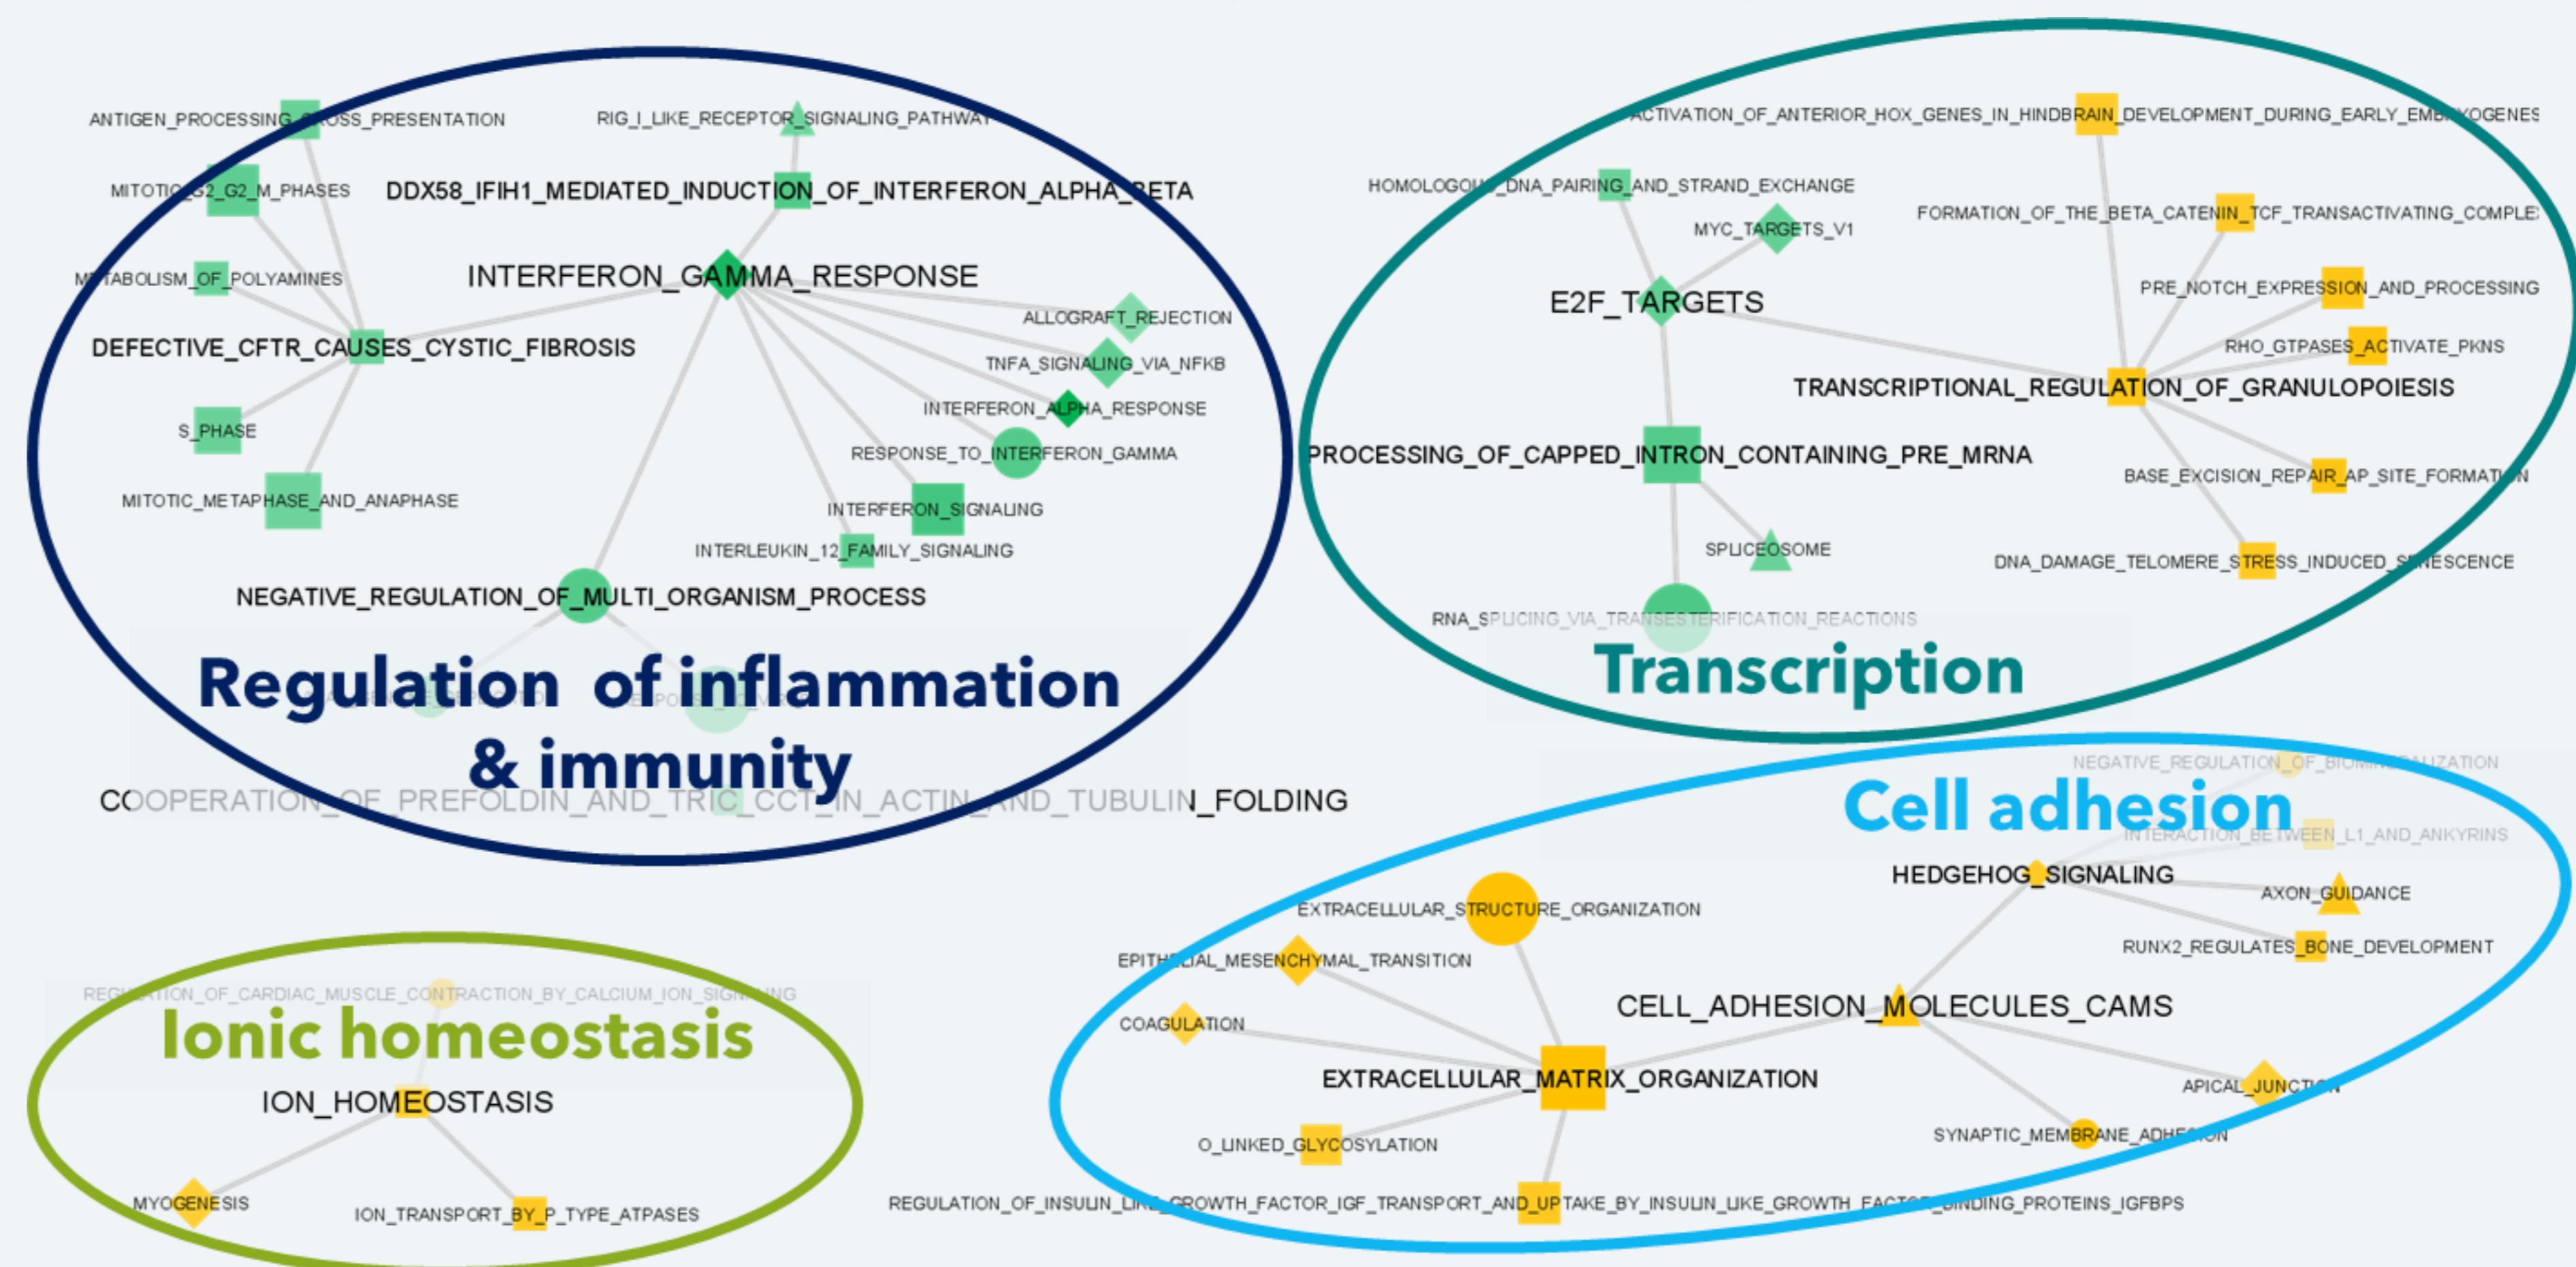 ANTIGEN_PROCESSING_CROSS_PRESENTATION
RIG_I_LIKE_RECEPTOR_SIGNALING_PATHWAY
MITOTIC_G2_G2_M_PHASES
DDX58_IFIH1_MEDIATED_INDUCTION_OF_INTERFERON_ALPHA_BETA
METABOLISM_OF_POLYAMINES
INTERFERON_GAMMA_RESPONSE
ALLOGRAFT_REJECTION
DEFECTIVE_CFTR_CAUSES_CYSTIC_FIBROSIS
TNFA_SIGNALING_VIA_NFKB
INTERFERON_ALPHA_RESPONSE
S_PHASE
RESPONSE_TO_INTERFERON_GAMMA
MITOTIC_METAPHASE_AND_ANAPHASE
INTERFERON_SIGNALING
INTERLEUKIN_12_FAMILY_SIGNALING
NEGATIVE_REGULATION_OF_MULTI_ORGANISM_PROCESS
Regulation of inflammation
& immunity
COOPERATION_OF_PREFOLDIN_AND_TRIC_CCT_IN_ACTIN_AND_TUBULIN_FOLDING
ACTIVATION_OF_ANTERIOR_HOX_GENES_IN_HINDBRAIN_DEVELOPMENT_DURING_EARLY_EMBRYOGENES
HOMOLOGOUS_DNA_PAIRING_AND_STRAND_EXCHANGE
FORMATION_OF_THE_BETA_CATENIN_TCF_TRANSACTIVATING_COMPLE
MYC_TARGETS_V1
PRE_NOTCH_EXPRESSION_AND_PROCESSING
E2F_TARGETS
RHO_GTPASES_ACTIVATE_PKNS
TRANSCRIPTIONAL_REGULATION_OF_GRANULOPOIESIS
PROCESSING_OF_CAPPED_INTRON_CONTAINING_PRE_MRNA
BASE_EXCISION_REPAIR_AP_SITE_FORMATION
SPLICEOSOME
DNA_DAMAGE_TELOMERE_STRESS_INDUCED_SENESCENCE
RNA_SPLICING_VIA_TRANSESTERIFICATION_REACTIONS
Transcription
REGULATION_OF_CARDIAC_MUSCLE_CONTRACTION_BY_CALCIUM_ION_SIGNALING
Ionic homeostasis
ION_HOMEOSTASIS
MYOGENESIS
ION_TRANSPORT_BY_P_TYPE_ATPASES
NEGATIVE_REGULATION_OF_BIOMINERALIZATION
Cell adhesion
INTERACTION_BETWEEN_L1_AND_ANKYRINS
HEDGEHOG_SIGNALING
AXON_GUIDANCE
EXTRACELLULAR_STRUCTURE_ORGANIZATION
RUNX2_REGULATES_BONE_DEVELOPMENT
EPITHELIAL_MESENCHYMAL_TRANSITION
CELL_ADHESION_MOLECULES_CAMS
COAGULATION
EXTRACELLULAR_MATRIX_ORGANIZATION
APICAL_JUNCTION
SYNAPTIC_MEMBRANE_ADHESION
O_LINKED_GLYCOSYLATION
REGULATION_OF_INSULIN_LIKE_GROWTH_FACTOR_IGF_TRANSPORT_AND_UPTAKE_BY_INSULIN_LIKE_GROWTH_FACTOR_BINDING_PROTEINS_IGFBPS